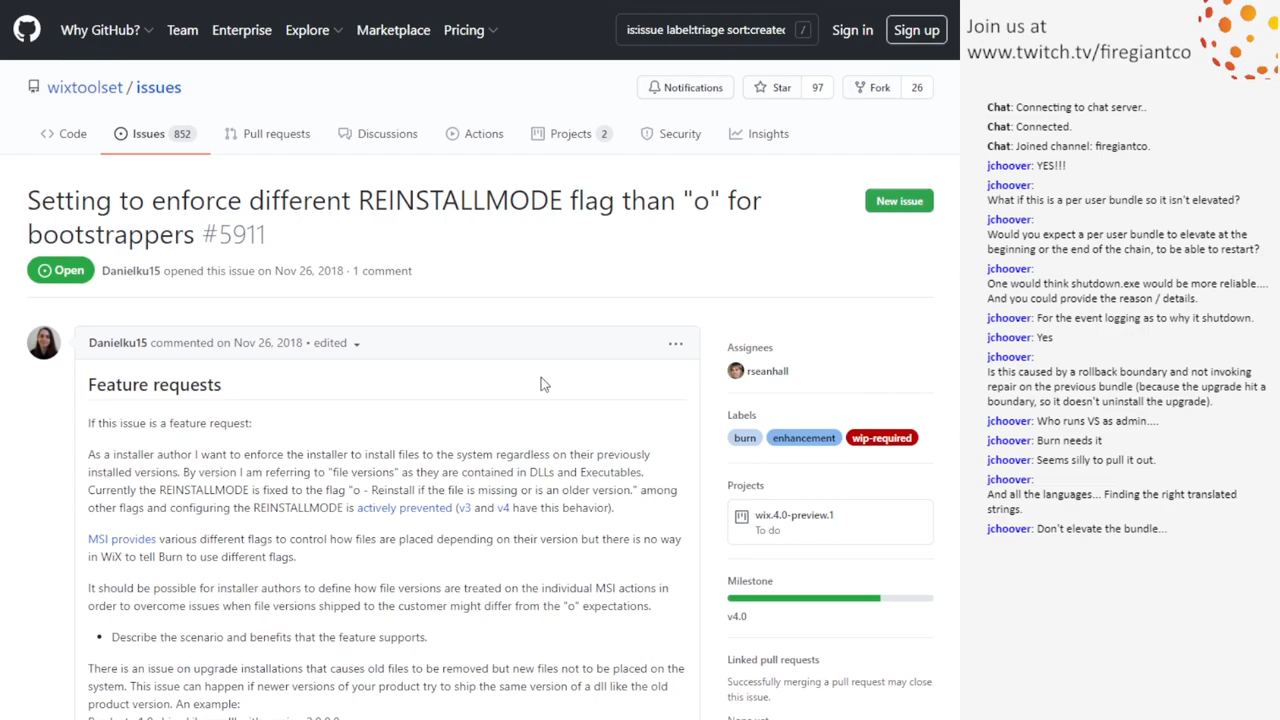 Why GitHub? Team Enterprise Explore Marketplace Pricing is:issue label:triage sort:created / Sign in Sign up
wixtoolset / issues Notifications Star 97 Fork 26
Code Issues 852 Pull requests Discussions Actions Projects 2 Security Insights
Setting to enforce different REINSTALLMODE flag than "o" for
bootstrappers #5911
New issue
Open Danielku15 opened this issue on Nov 26, 2018 · 1 comment
Danielku15 commented on Nov 26, 2018 • edited
Feature requests
If this issue is a feature request:
As a installer author I want to enforce the installer to install files to the system regardless on their previously
installed versions. By version I am referring to "file versions" as they are contained in DLLs and Executables.
Currently the REINSTALLMODE is fixed to the flag "o - Reinstall if the file is missing or is an older version." among
other flags and configuring the REINSTALLMODE is actively prevented (v3 and v4 have this behavior).
MSI provides various different flags to control how files are placed depending on their version but there is no way
in WiX to tell Burn to use different flags.
It should be possible for installer authors to define how file versions are treated on the individual MSI actions in
order to overcome issues when file versions shipped to the customer might differ from the "o" expectations.
• Describe the scenario and benefits that the feature supports.
There is an issue on upgrade installations that causes old files to be removed but new files not to be placed on the
system. This issue can happen if newer versions of your product try to ship the same version of a dll like the old
product version. An example:
Assignees
rseanhall
Labels
burn enhancement wip-required
Projects
wix.4.0-preview.1
To do
Milestone
v4.0
Linked pull requests
Successfully merging a pull request may close
this issue.
Join us at
www.twitch.tv/firegiantco
Chat: Connecting to chat server..
Chat: Connected.
Chat: Joined channel: firegiantco.
jchoover: YES!!!
jchoover:
What if this is a per user bundle so it isn't elevated?
jchoover:
Would you expect a per user bundle to elevate at the
beginning or the end of the chain, to be able to restart?
jchoover:
One would think shutdown.exe would be more reliable....
And you could provide the reason / details.
jchoover: For the event logging as to why it shutdown.
jchoover: Yes
jchoover:
Is this caused by a rollback boundary and not invoking
repair on the previous bundle (because the upgrade hit a
boundary, so it doesn't uninstall the upgrade).
jchoover: Who runs VS as admin....
jchoover: Burn needs it
jchoover: Seems silly to pull it out.
jchoover:
And all the languages... Finding the right translated
strings.
jchoover: Don't elevate the bundle...